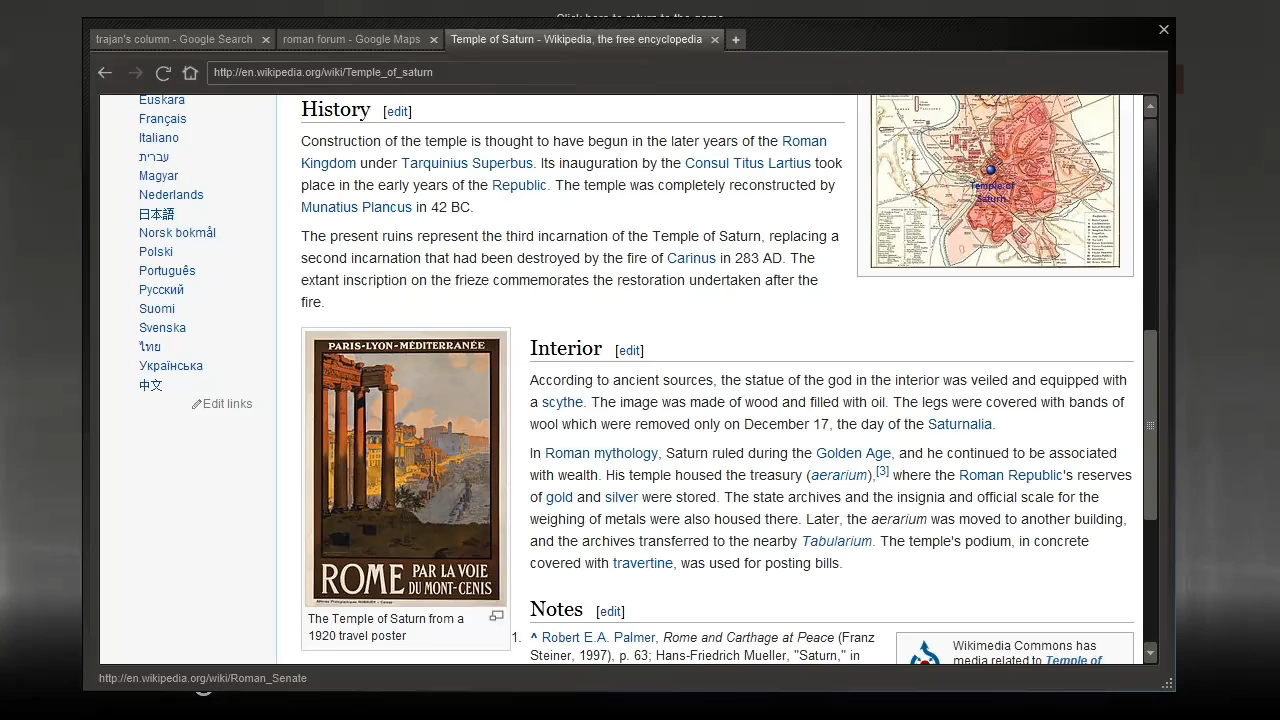 trajan's column - Google Search
roman forum - Google Maps
Temple of Saturn - Wikipedia, the free encyclopedia
http://en.wikipedia.org/wiki/Temple_of_saturn
Euskara
Français
Italiano
עברית
Magyar
Nederlands
日本語
Norsk bokmål
Polski
Português
Русский
Suomi
Svenska
ไทย
Українська
中文
Edit links
History [edit]
Construction of the temple is thought to have begun in the later years of the Roman
Kingdom under Tarquinius Superbus. Its inauguration by the Consul Titus Lartius took
place in the early years of the Republic. The temple was completely reconstructed by
Munatius Plancus in 42 BC.
The present ruins represent the third incarnation of the Temple of Saturn, replacing a
second incarnation that had been destroyed by the fire of Carinus in 283 AD. The
extant inscription on the frieze commemorates the restoration undertaken after the
fire.
Temple of
Saturn
PARIS-LYON-MÉDITERRANÉE
ROME PAR LA VOIE
DU MONT-CENIS
The Temple of Saturn from a
1920 travel poster
Interior [edit]
According to ancient sources, the statue of the god in the interior was veiled and equipped with
a scythe. The image was made of wood and filled with oil. The legs were covered with bands of
wool which were removed only on December 17, the day of the Saturnalia.
In Roman mythology, Saturn ruled during the Golden Age, and he continued to be associated
with wealth. His temple housed the treasury (aerarium),[3] where the Roman Republic's reserves
of gold and silver were stored. The state archives and the insignia and official scale for the
weighing of metals were also housed there. Later, the aerarium was moved to another building,
and the archives transferred to the nearby Tabularium. The temple's podium, in concrete
covered with travertine, was used for posting bills.
Notes [edit]
1. ^ Robert E.A. Palmer, Rome and Carthage at Peace (Franz
Steiner, 1997), p. 63; Hans-Friedrich Mueller, "Saturn," in
Wikimedia Commons has
media related to Temple of
http://en.wikipedia.org/wiki/Roman_Senate